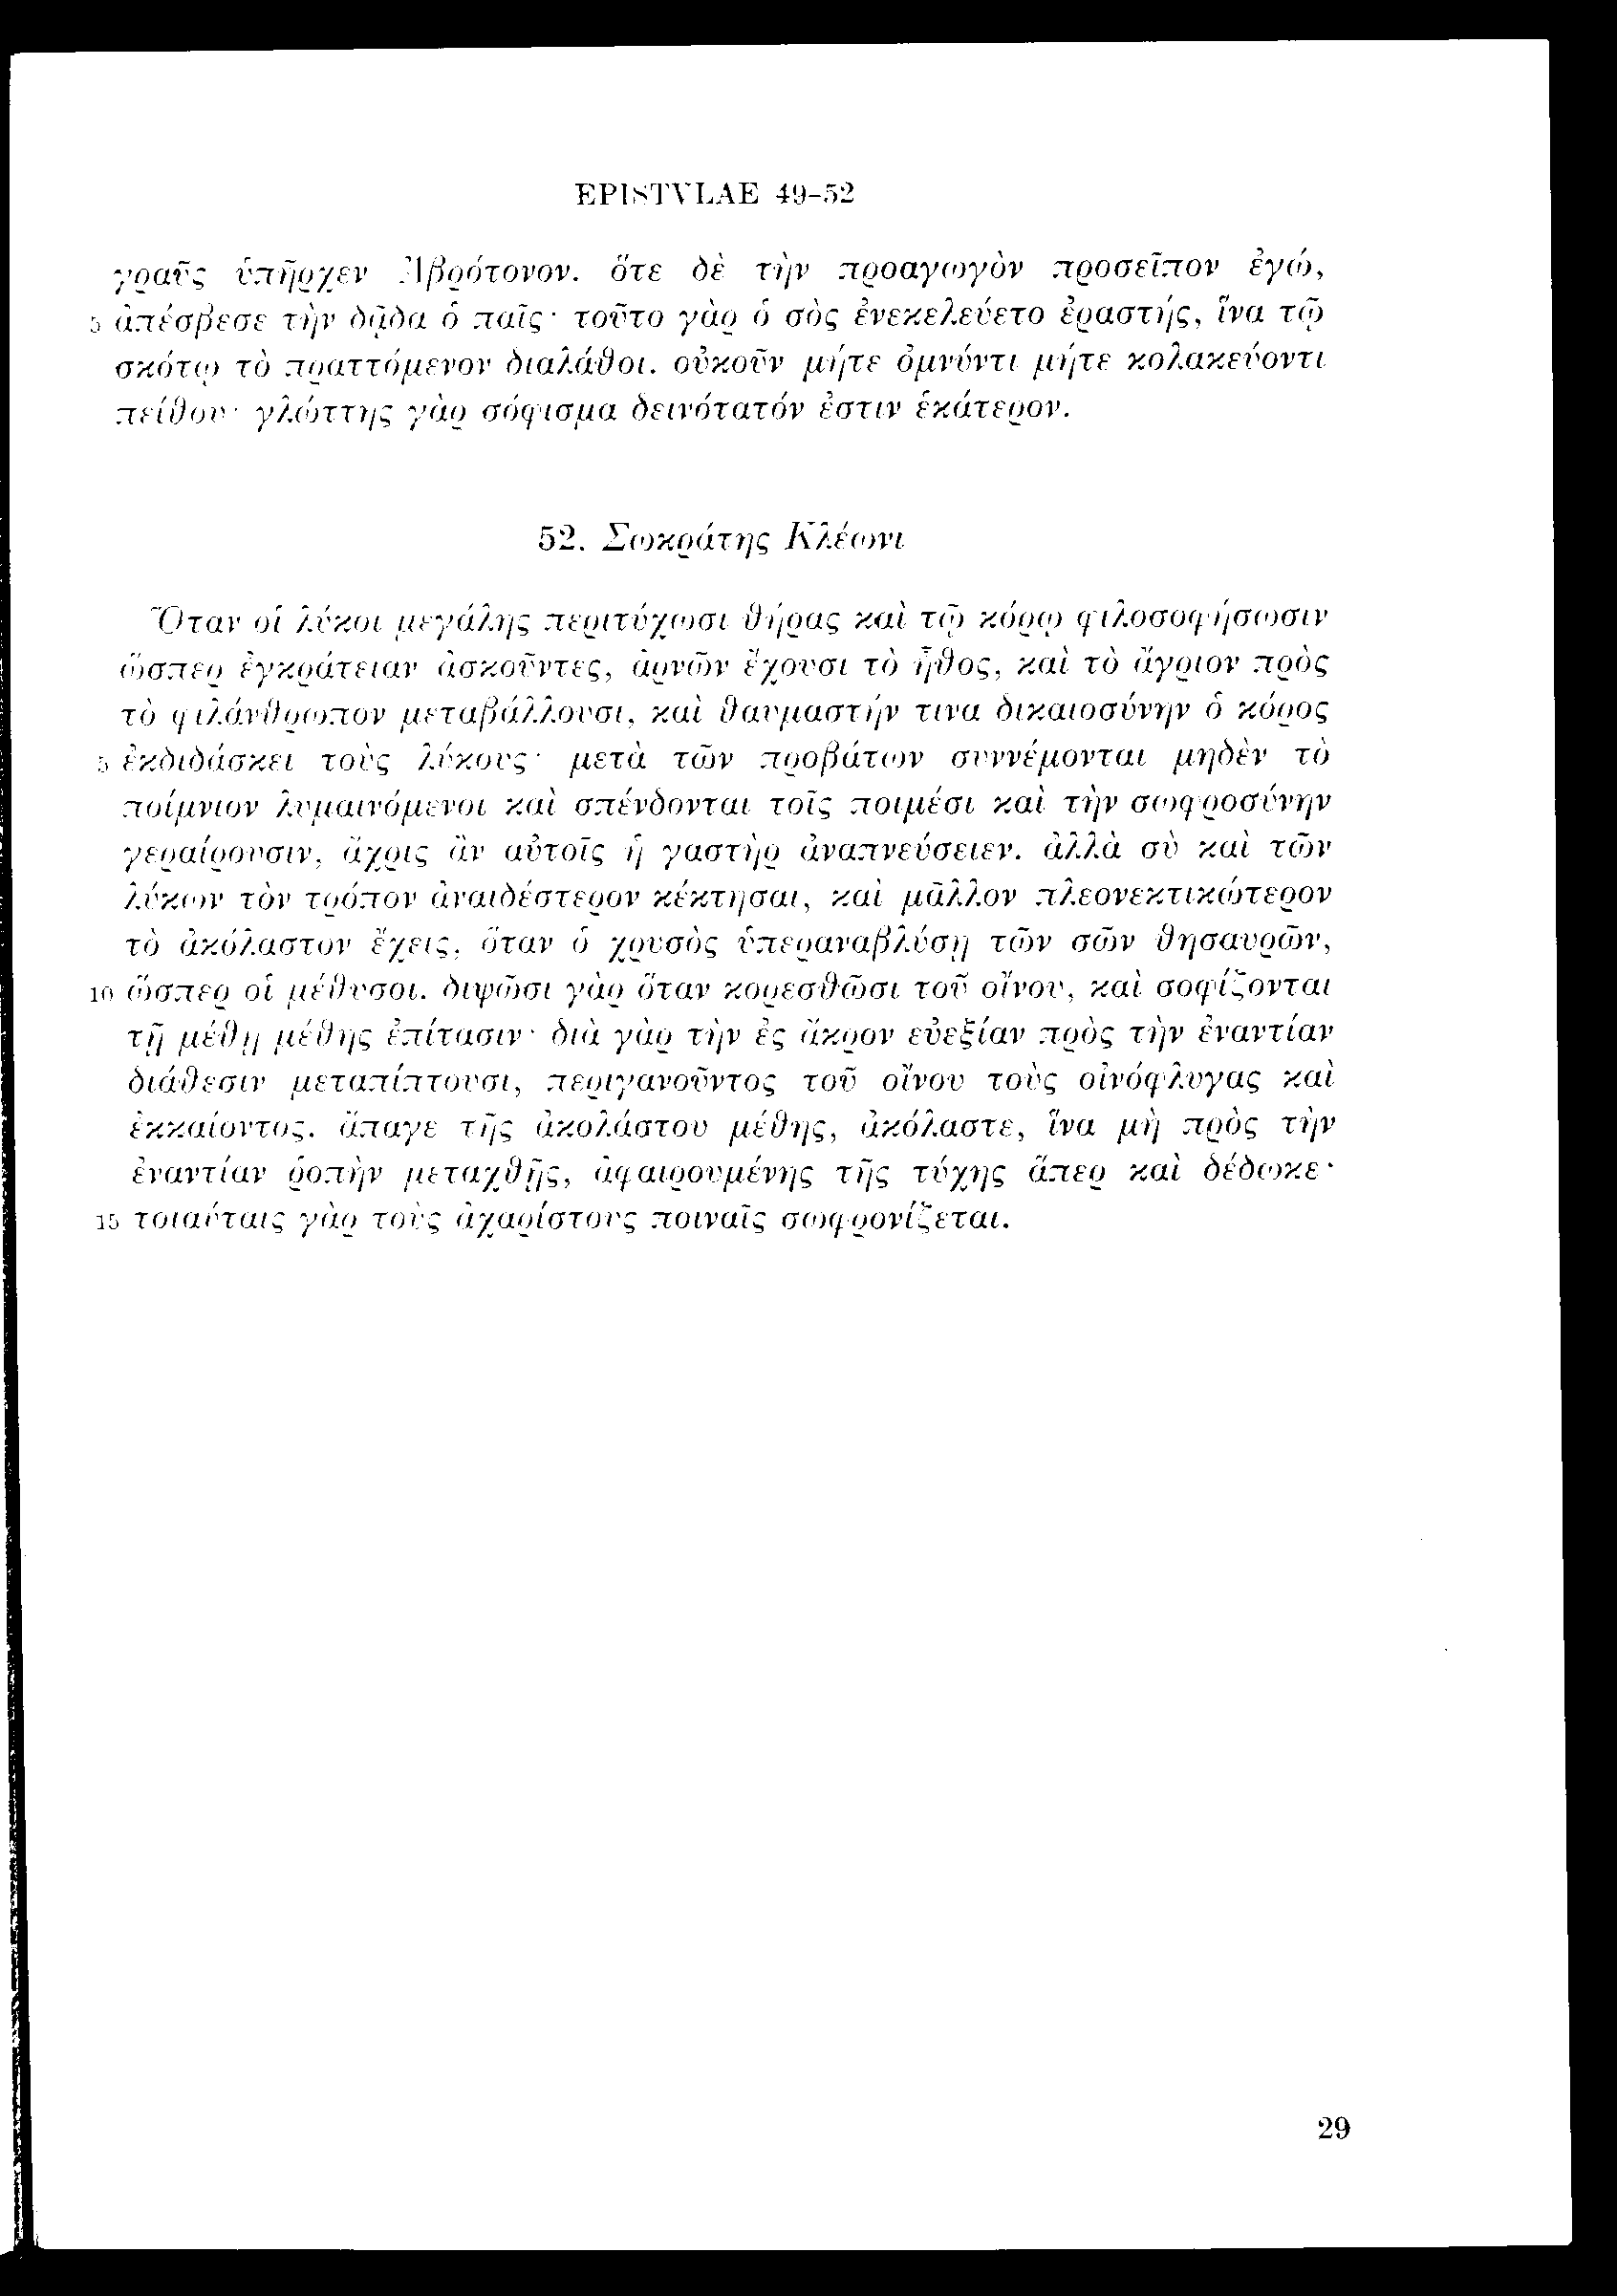 EPISTVLAE 49-52
γραῦς ὑπῆρχεν Ἁβρότονον. ὅτε δὲ τὴν προαγωγὸν προσεῖπον ἐγώ,
5 ἀπέσβεσε τὴν δᾷδα ὁ παῖς· τοῦτο γὰρ ὁ σὸς ἐνεκελεύετο ἐραστής, ἵνα τῷ
σκότῳ τὸ πραττόμενον διαλάθοι. οὐκοῦν μήτε ὀμνύντι μήτε κολακεύοντι
πείθου· γλώττης γὰρ σόφισμα δεινότατόν ἐστιν ἑκάτερον.
52. Σωκράτης Κλέωνι
Ὅταν οἱ λύκοι μεγάλης περιτύχωσι θήρας καὶ τῷ κόρῳ φιλοσοφήσωσιν
ὥσπερ ἐγκράτειαν ἀσκοῦντες, ἀρνῶν ἔχουσι τὸ ἦθος, καὶ τὸ ἄγριον πρὸς
τὸ φιλάνθρωπον μεταβάλλουσι, καὶ θαυμαστήν τινα δικαιοσύνην ὁ κόρος
5 ἐκδιδάσκει τοὺς λύκους· μετὰ τῶν προβάτων συννέμονται μηδὲν τὸ
ποίμνιον λυμαινόμενοι καὶ σπένδονται τοῖς ποιμέσι καὶ τὴν σωφροσύνην
γεραίρουσιν, ἄχρις ἂν αὐτοῖς ἡ γαστὴρ ἀναπνεύσειεν. ἀλλὰ σὺ καὶ τῶν
λύκων τὸν τρόπον ἀναιδέστερον κέκτησαι, καὶ μᾶλλον πλεονεκτικώτερον
τὸ ἀκόλαστον ἔχεις, ὅταν ὁ χρυσὸς ὑπεραναβλύσῃ τῶν σῶν θησαυρῶν,
10 ὥσπερ οἱ μέθυσοι. διψῶσι γὰρ ὅταν κορεσθῶσι τοῦ οἴνου, καὶ σοφίζονται
τῇ μέθῃ μέθης ἐπίτασιν· διὰ γὰρ τὴν ἐς ἄκρον εὐεξίαν πρὸς τὴν ἐναντίαν
διάθεσιν μεταπίπτουσι, περιγανοῦντος τοῦ οἴνου τοὺς οἰνόφλυγας καὶ
ἐκκαίοντος. ἄπαγε τῆς ἀκολάστου μέθης, ἀκόλαστε, ἵνα μὴ πρὸς τὴν
ἐναντίαν ῥοπὴν μεταχθῇς, ἀφαιρουμένης τῆς τύχης ἅπερ καὶ δέδωκε·
15 τοιαύταις γὰρ τοὺς ἀχαρίστους ποιναῖς σωφρονίζεται.
29